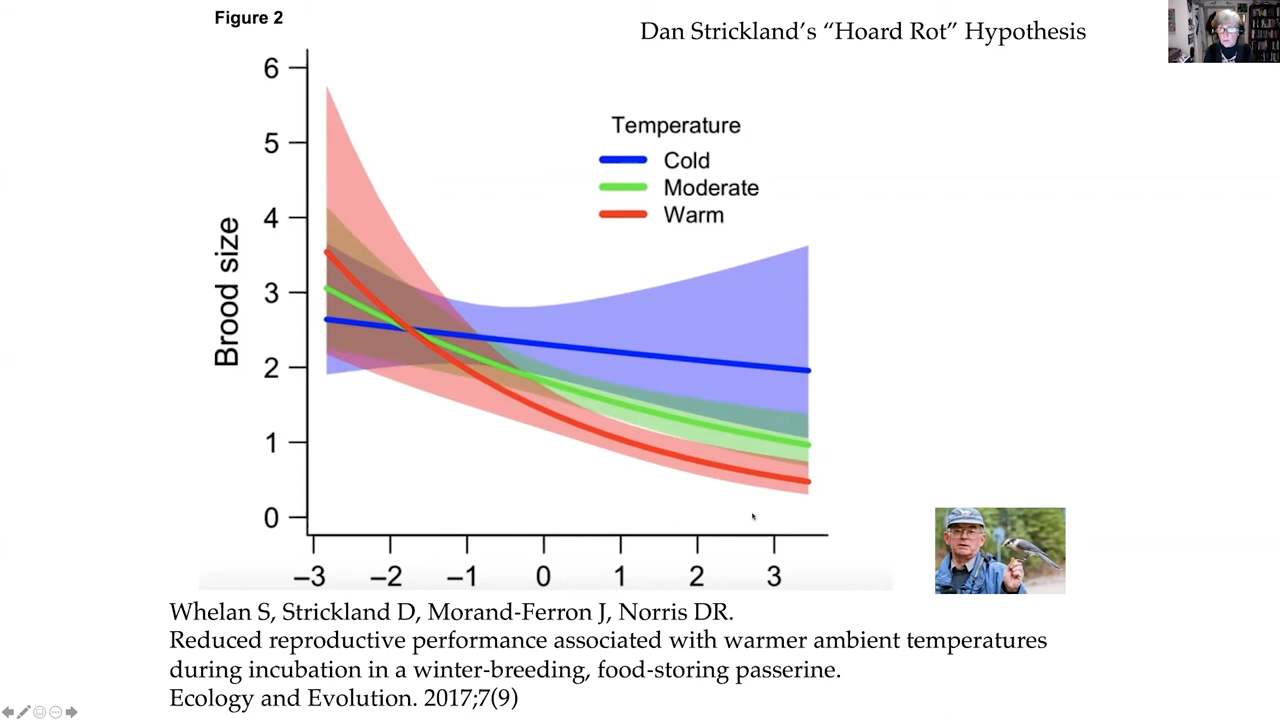 Figure 2
Dan Strickland’s “Hoard Rot” Hypothesis
6
5
4
3
2
1
0
Brood size
Temperature
Cold
Moderate
Warm
–3 –2 –1 0 1 2 3
Whelan S, Strickland D, Morand-Ferron J, Norris DR.
Reduced reproductive performance associated with warmer ambient temperatures
during incubation in a winter-breeding, food-storing passerine.
Ecology and Evolution. 2017;7(9)